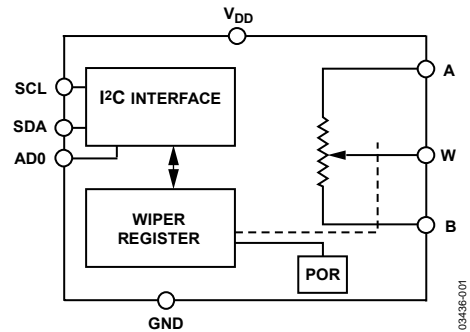 VDD
A
SCL
I2C INTERFACE
SDA
AD0
W
WIPER
REGISTER
B
POR
GND
03436-001